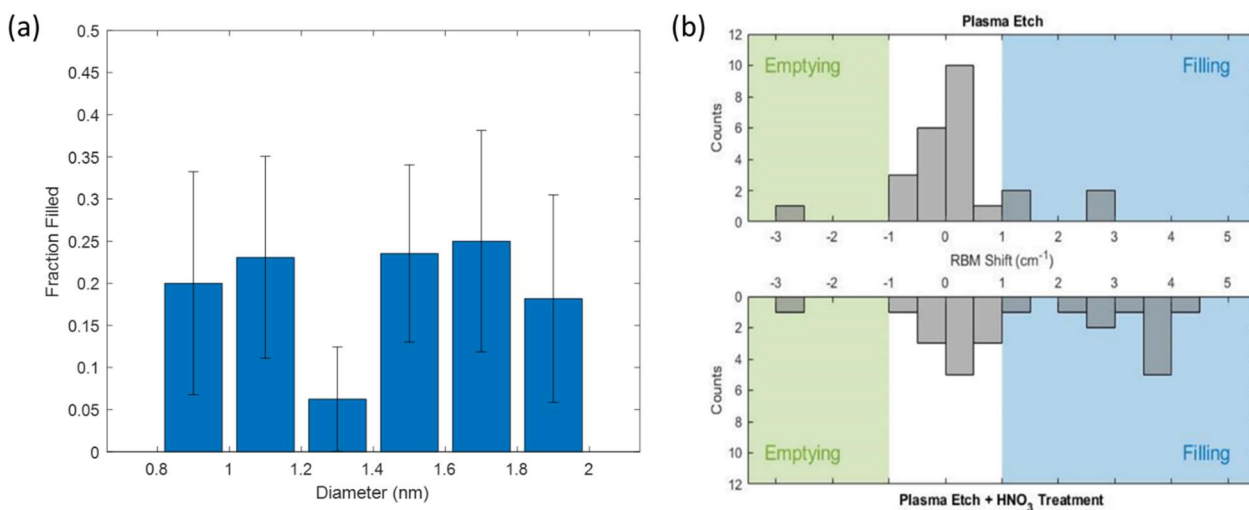 (a)
0.5
0.45
0.4
0.35
0.3
0.25
0.2
0.15
0.1
0.05
0
Fraction Filled
0.8 1 1.2 1.4 1.6 1.8 2
Diameter (nm)
(b)
Plasma Etch
12
10
8
6
4
2
0
Counts
Emptying
Filling
-3 -2 -1 0 1 2 3 4 5
RBM Shift (cm⁻¹)
-3 -2 -1 0 1 2 3 4 5
0
2
4
6
8
10
12
Counts
Emptying
Filling
Plasma Etch + HNO₃ Treatment